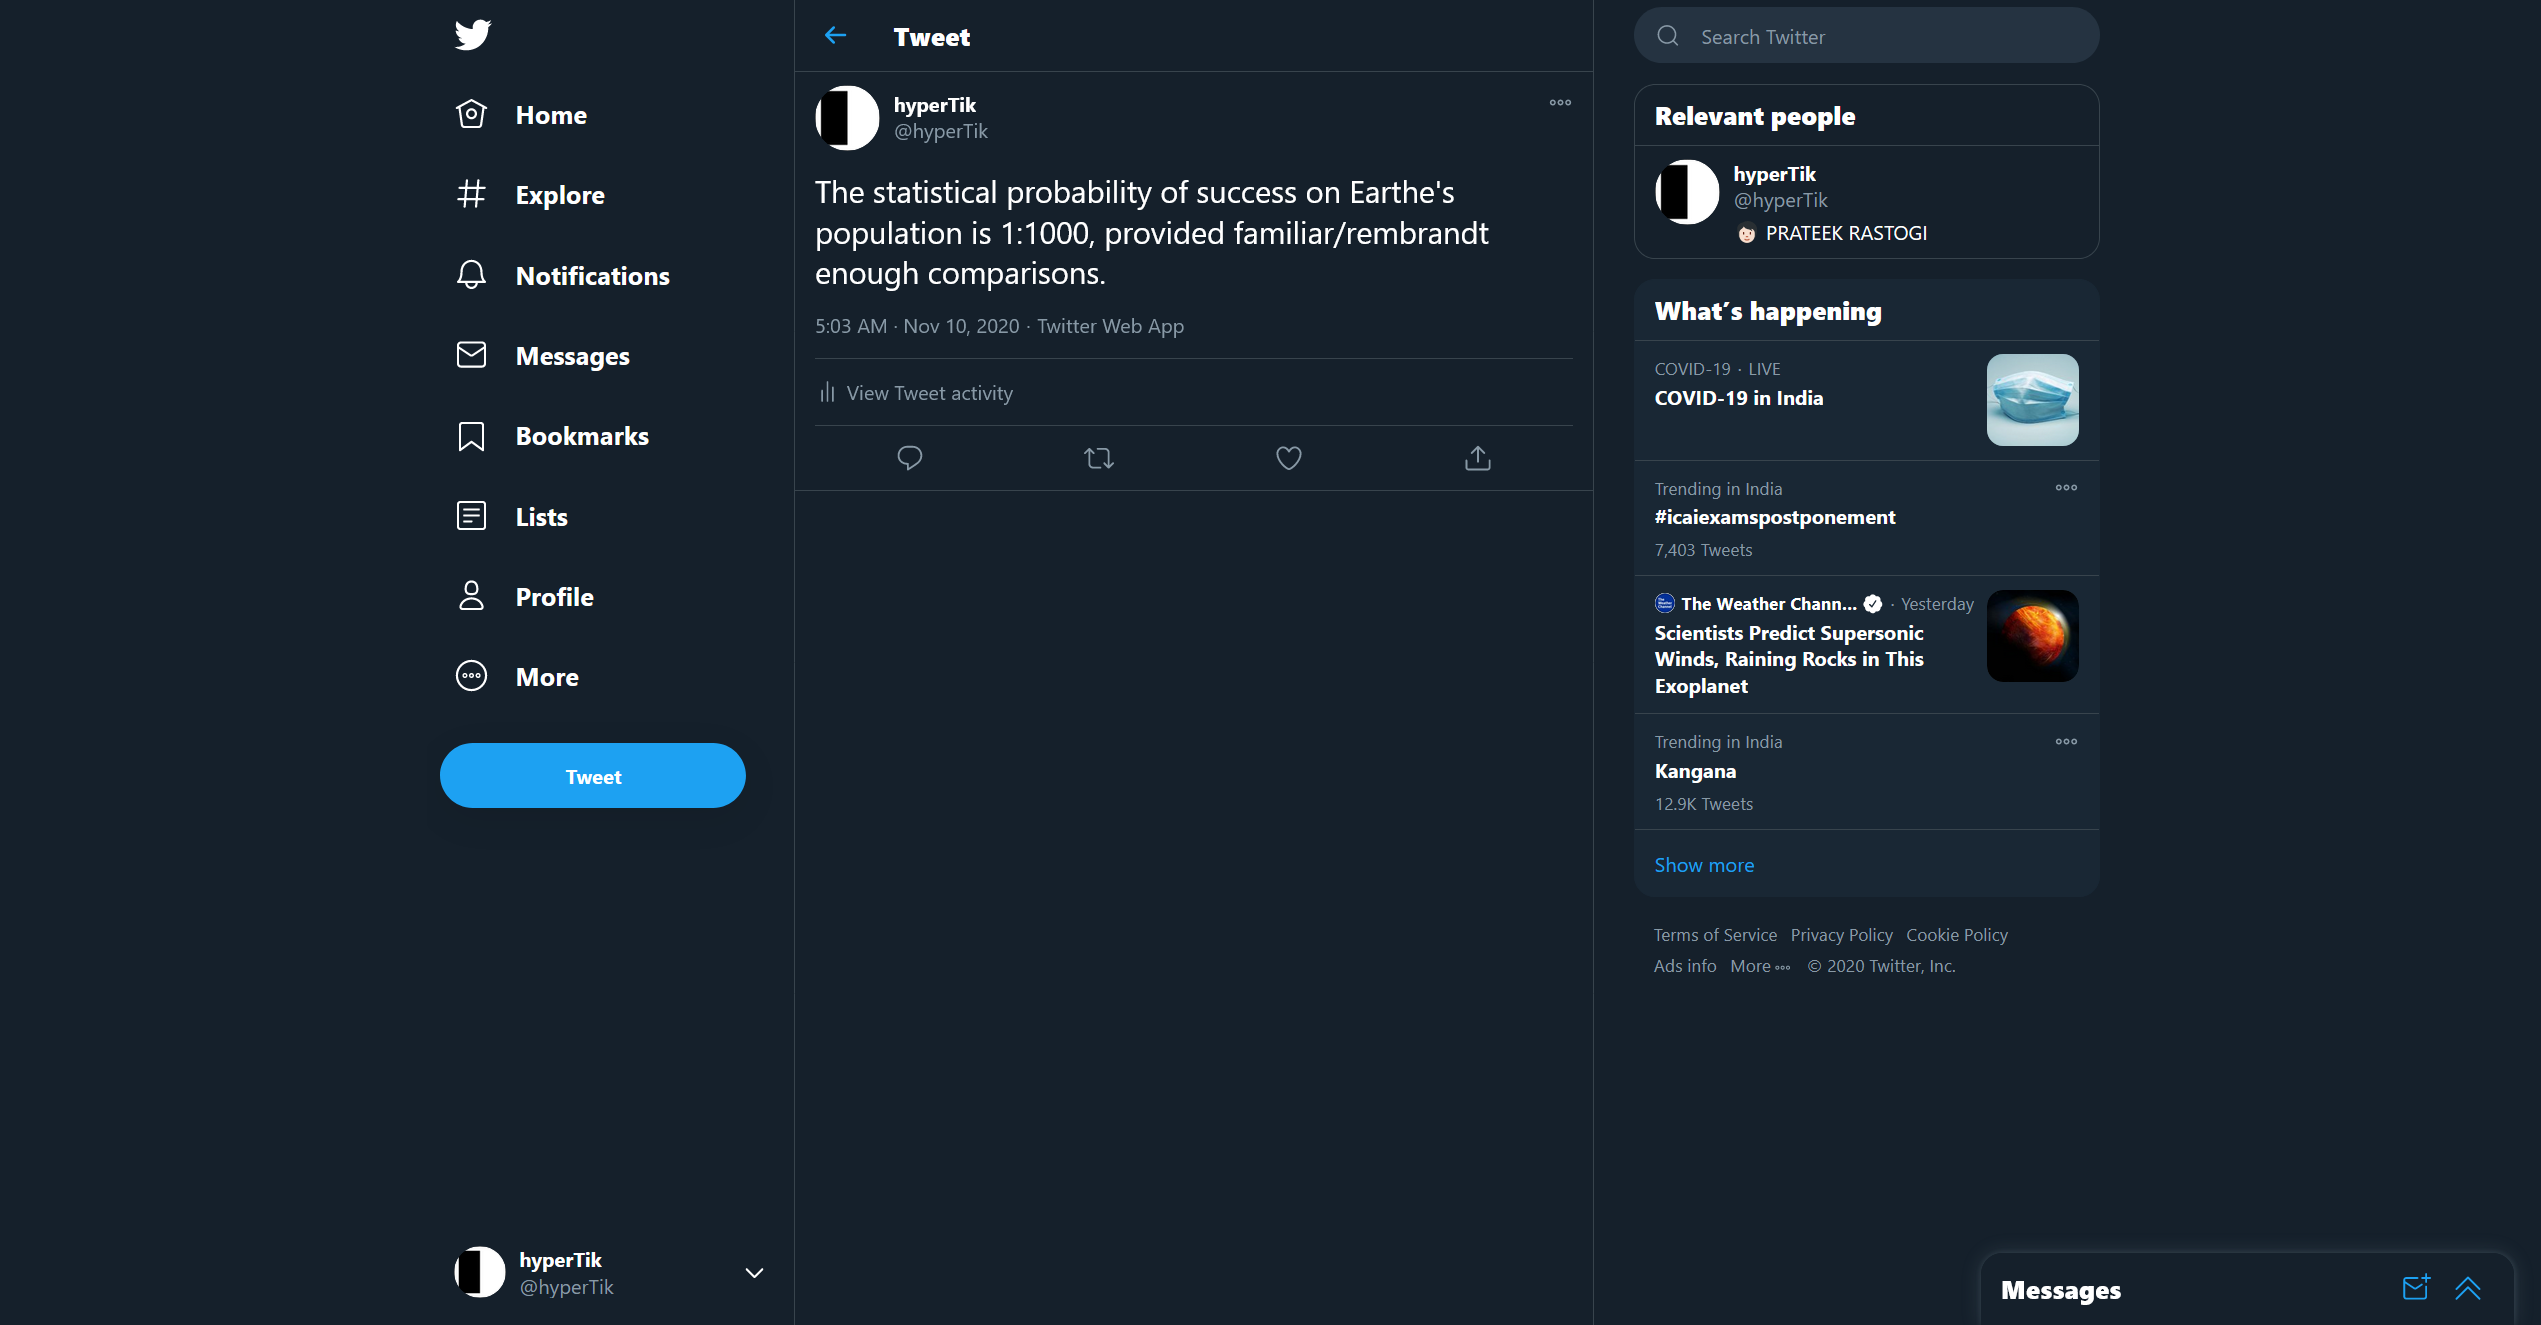 Home
Explore
Notifications
Messages
Bookmarks
Lists
Profile
More
Tweet
hyperTik
@hyperTik
Tweet
hyperTik
@hyperTik
The statistical probability of success on Earthe's
population is 1:1000, provided familiar/rembrandt
enough comparisons.
5:03 AM · Nov 10, 2020 · Twitter Web App
View Tweet activity
Search Twitter
Relevant people
hyperTik
@hyperTik
PRATEEK RASTOGI
What's happening
COVID-19 · LIVE
COVID-19 in India
Trending in India
#icaiexamspostponement
7,403 Tweets
The Weather Chann... · Yesterday
Scientists Predict Supersonic
Winds, Raining Rocks in This
Exoplanet
Trending in India
Kangana
12.9K Tweets
Show more
Terms of Service Privacy Policy Cookie Policy
Ads info More © 2020 Twitter, Inc.
Messages